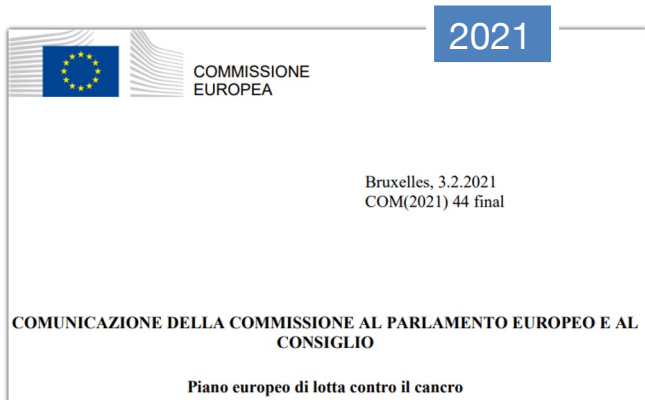 2021
COMMISSIONE
EUROPEA
Bruxelles, 3.2.2021
COM(2021) 44 final
COMUNICAZIONE DELLA COMMISSIONE AL PARLAMENTO EUROPEO E AL
CONSIGLIO
Piano europeo di lotta contro il cancro